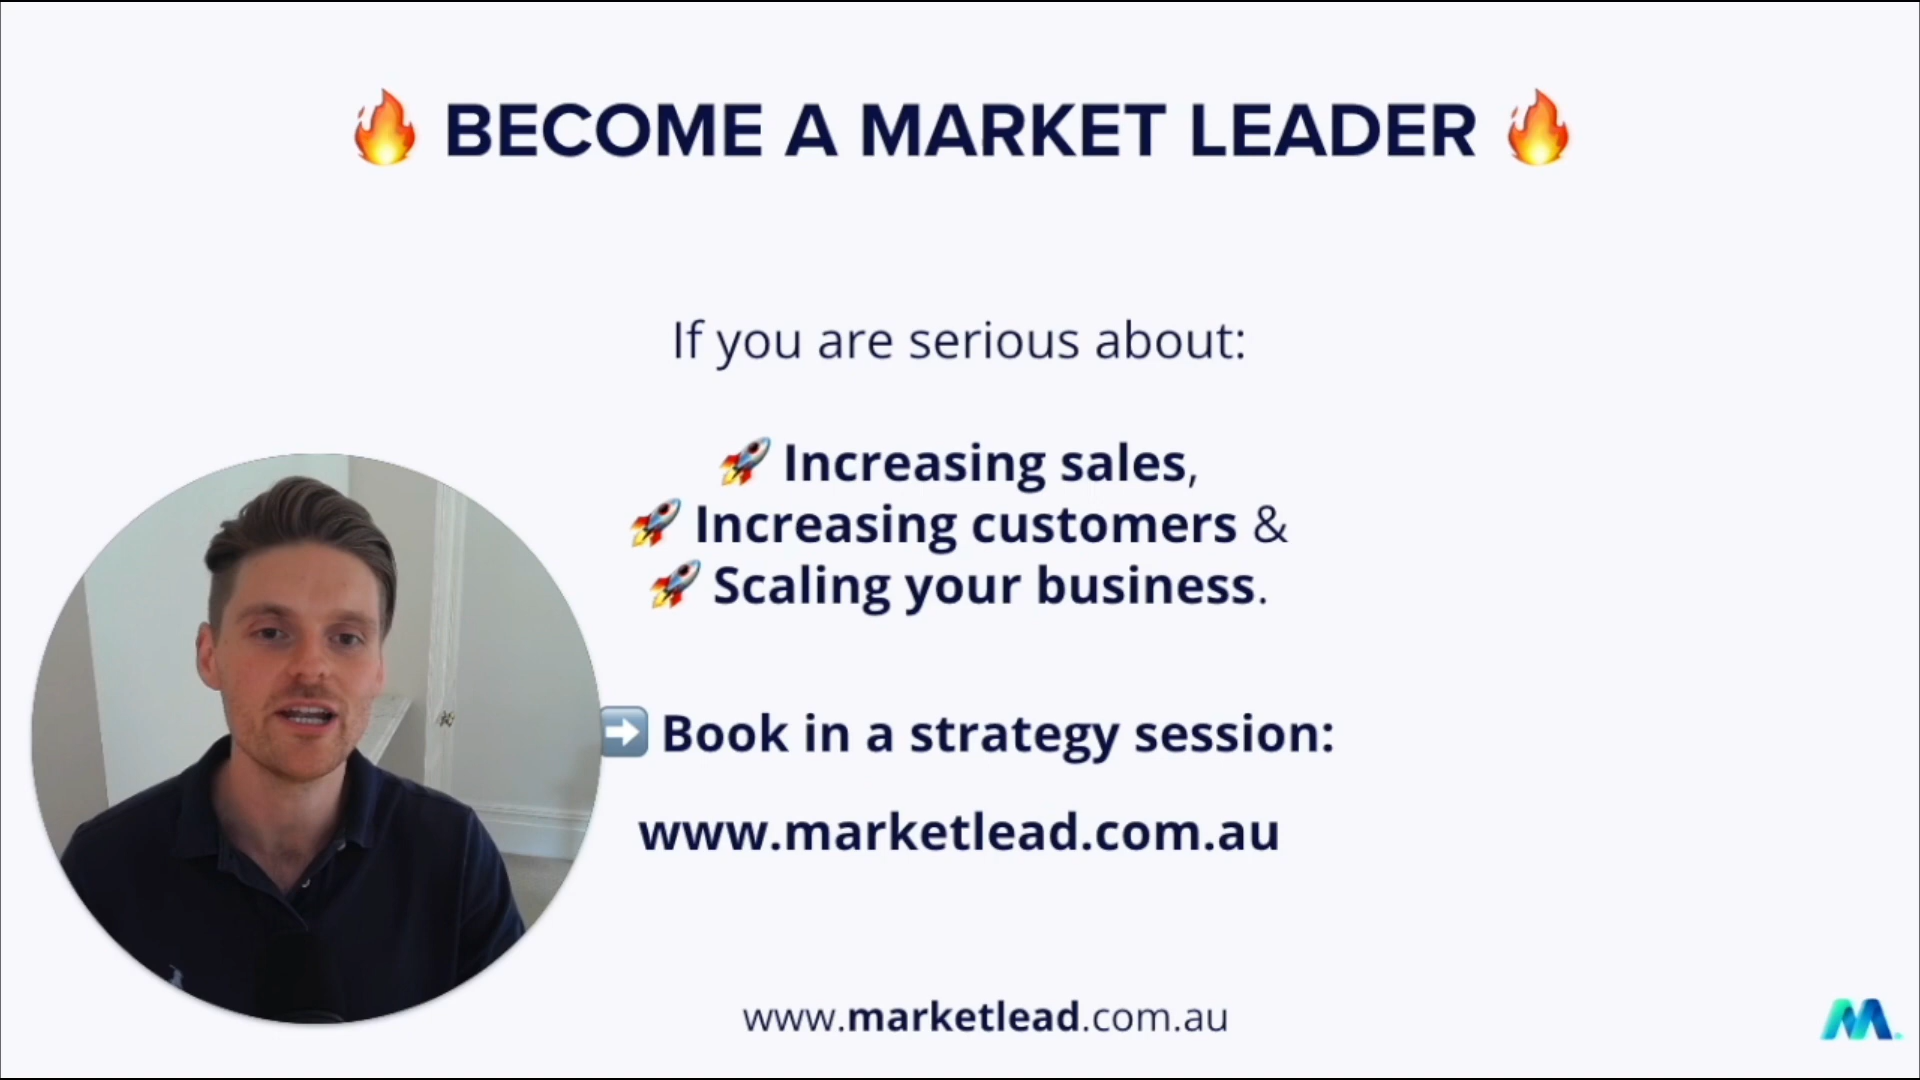 🔥 BECOME A MARKET LEADER 🔥
If you are serious about:
🚀 Increasing sales,
🚀 Increasing customers &
🚀 Scaling your business.
➡️ Book in a strategy session:
www.marketlead.com.au
www.marketlead.com.au
M.